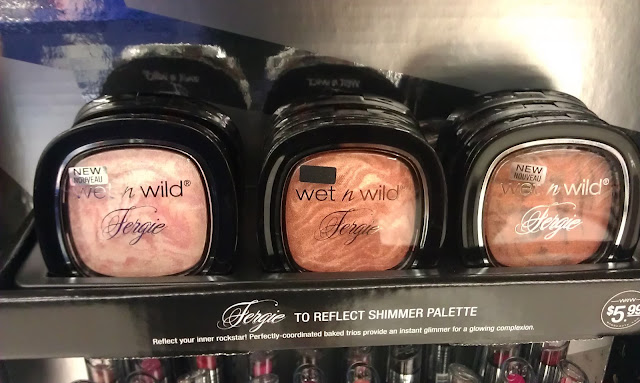 NEW
NOUVEAU
wet n wild®
Fergie
wet n wild®
Fergie
NEW
NOUVEAU
wet n wild®
Fergie
Fergie TO REFLECT SHIMMER PALETTE
Reflect your inner rockstar! Perfectly-coordinated baked trios provide an instant glimmer for a glowing complexion.
$5.99